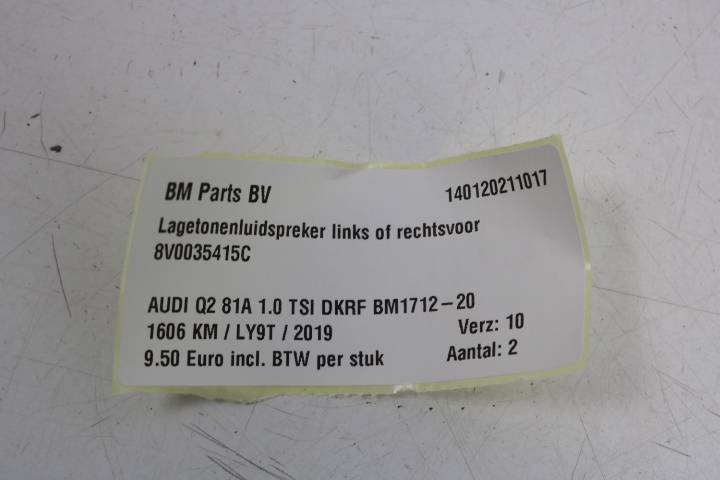 BM Parts BV 140120211017
Lagetonenluidspreker links of rechtsvoor
8V0035415C
AUDI Q2 81A 1.0 TSI DKRF BM1712-20
1606 KM / LY9T / 2019 Verz: 10
9.50 Euro incl. BTW per stuk Aantal: 2